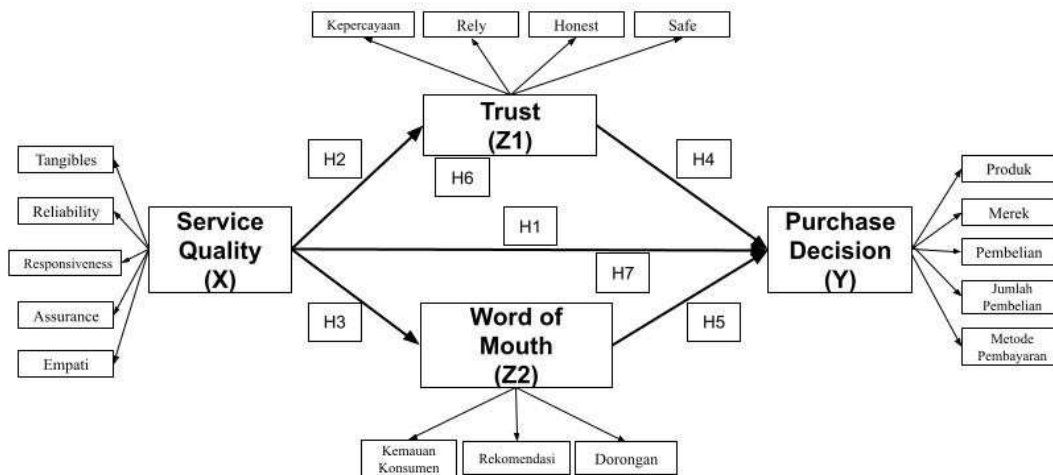 Kepercayaan
Rely
Honest
Safe
Trust
(Z1)
H2
H6
H4
Tangibles
Reliability
Responsiveness
Assurance
Empati
Service
Quality
(X)
H1
H7
Purchase
Decision
(Y)
Produk
Merek
Pembelian
Jumlah
Pembelian
Metode
Pembayaran
H3
Word of
Mouth
(Z2)
H5
Kemauan
Konsumen
Rekomendasi
Dorongan